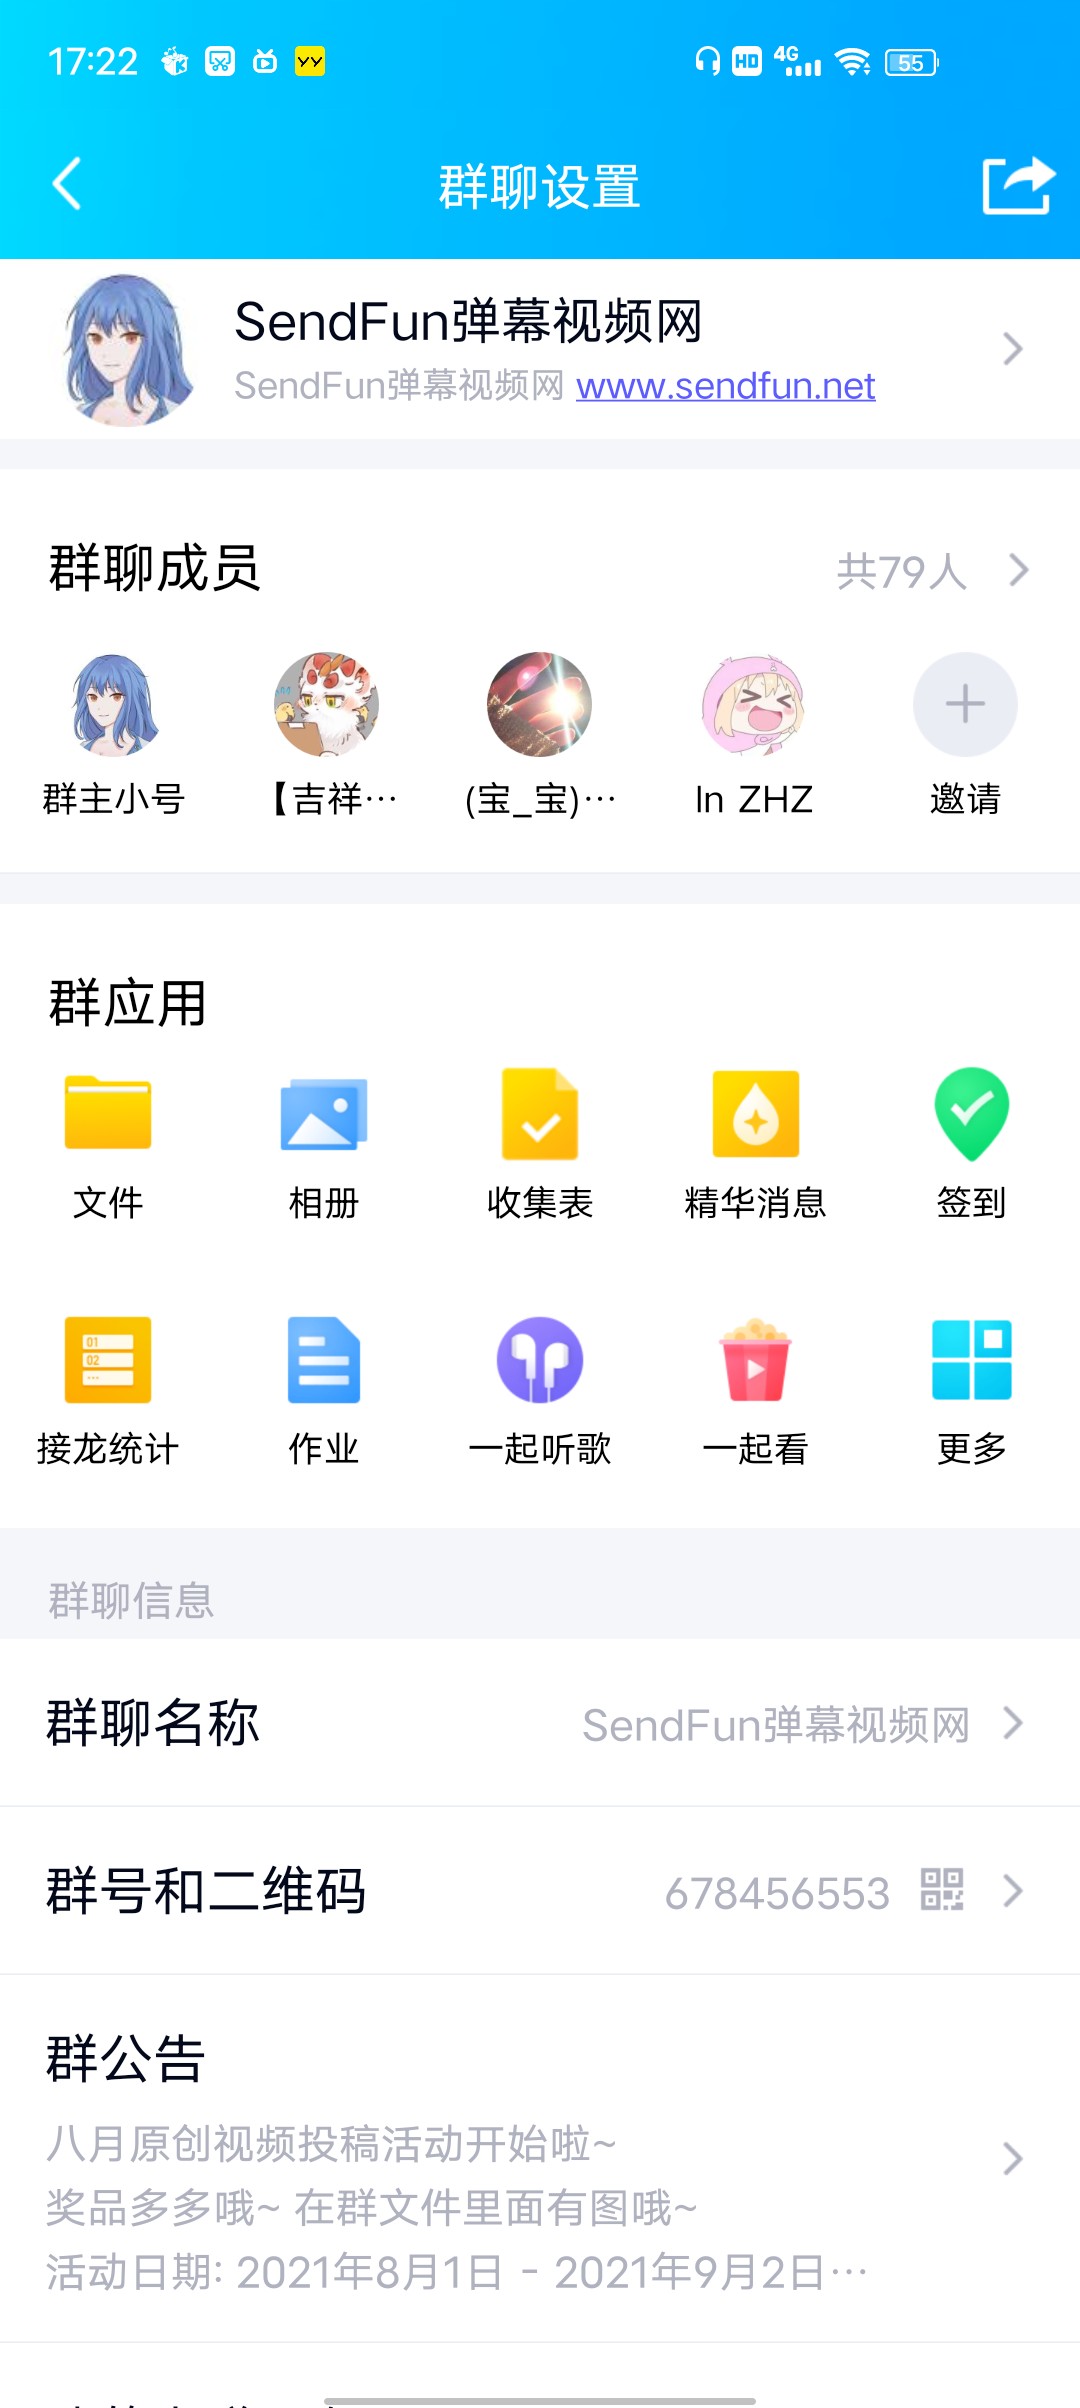 17:22
HD 4G 55
群聊设置
SendFun弹幕视频网
SendFun弹幕视频网 www.sendfun.net
群聊成员 共79人
群主小号 【吉祥… (宝_宝)… In ZHZ 邀请
群应用
文件 相册 收集表 精华消息 签到
01
02
接龙统计 作业 一起听歌 一起看 更多
群聊信息
群聊名称 SendFun弹幕视频网
群号和二维码 678456553
群公告
八月原创视频投稿活动开始啦~
奖品多多哦~ 在群文件里面有图哦~
活动日期: 2021年8月1日 - 2021年9月2日…